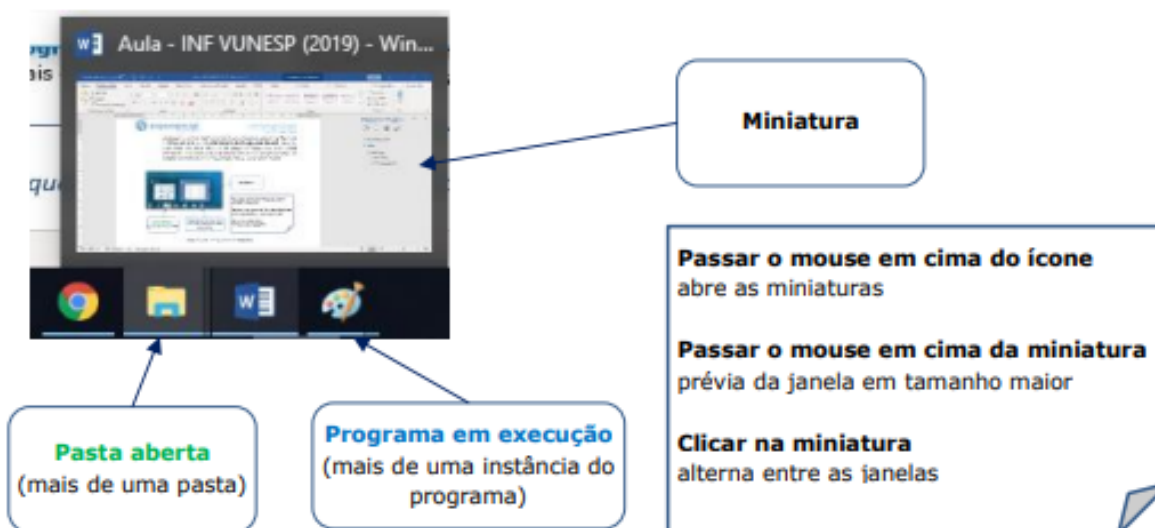 Aula - INF VUNESP (2019) - Win...
ais
que
Miniatura
Passar o mouse em cima do ícone
abre as miniaturas
Passar o mouse em cima da miniatura
prévia da janela em tamanho maior
Clicar na miniatura
alterna entre as janelas
Pasta aberta
(mais de uma pasta)
Programa em execução
(mais de uma instância do
programa)